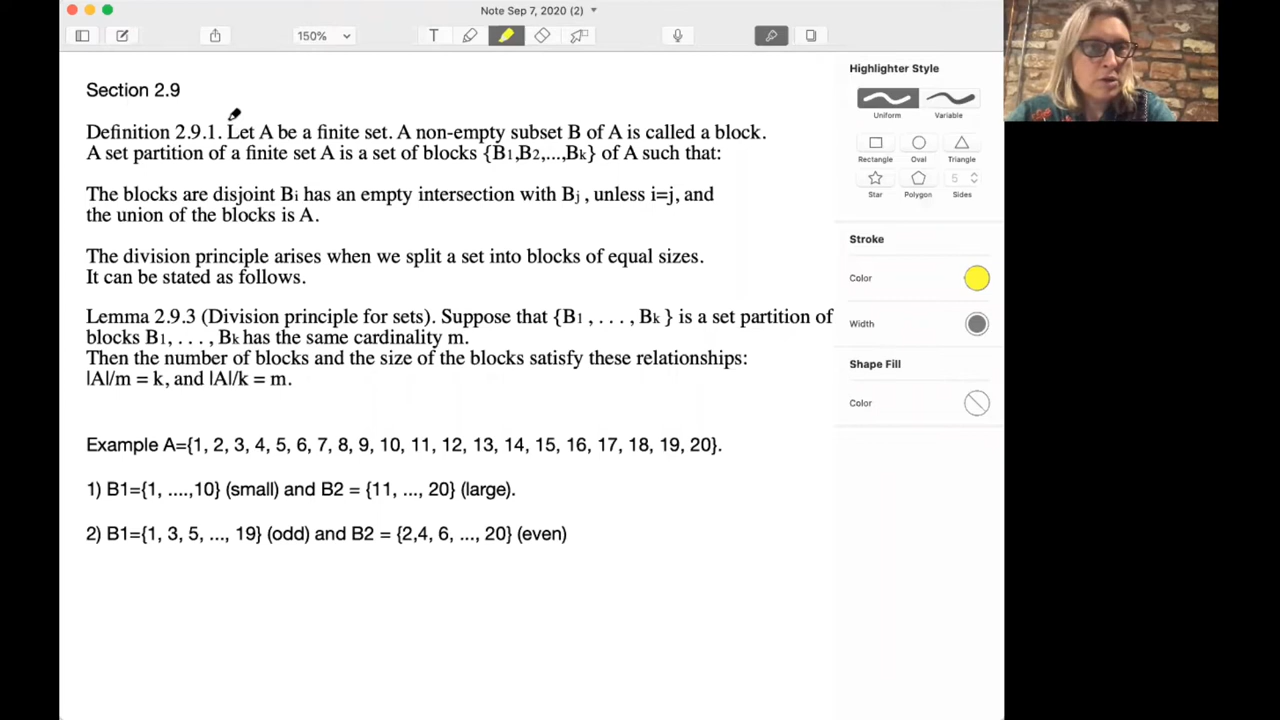 Note Sep 7, 2020 (2)
150%
T
Section 2.9
Definition 2.9.1. Let A be a finite set. A non-empty subset B of A is called a block.
A set partition of a finite set A is a set of blocks {B1,B2,...,Bk} of A such that:
The blocks are disjoint Bi has an empty intersection with Bj , unless i=j, and
the union of the blocks is A.
The division principle arises when we split a set into blocks of equal sizes.
It can be stated as follows.
Lemma 2.9.3 (Division principle for sets). Suppose that {B1 , . . . , Bk } is a set partition of
blocks B1, . . . , Bk has the same cardinality m.
Then the number of blocks and the size of the blocks satisfy these relationships:
|A|/m = k, and |A|/k = m.
Example A={1, 2, 3, 4, 5, 6, 7, 8, 9, 10, 11, 12, 13, 14, 15, 16, 17, 18, 19, 20}.
1) B1={1, ....,10} (small) and B2 = {11, ..., 20} (large).
2) B1={1, 3, 5, ..., 19} (odd) and B2 = {2,4, 6, ..., 20} (even)
Highlighter Style
Uniform Variable
Rectangle Oval Triangle
5
Star Polygon Sides
Stroke
Color
Width
Shape Fill
Color